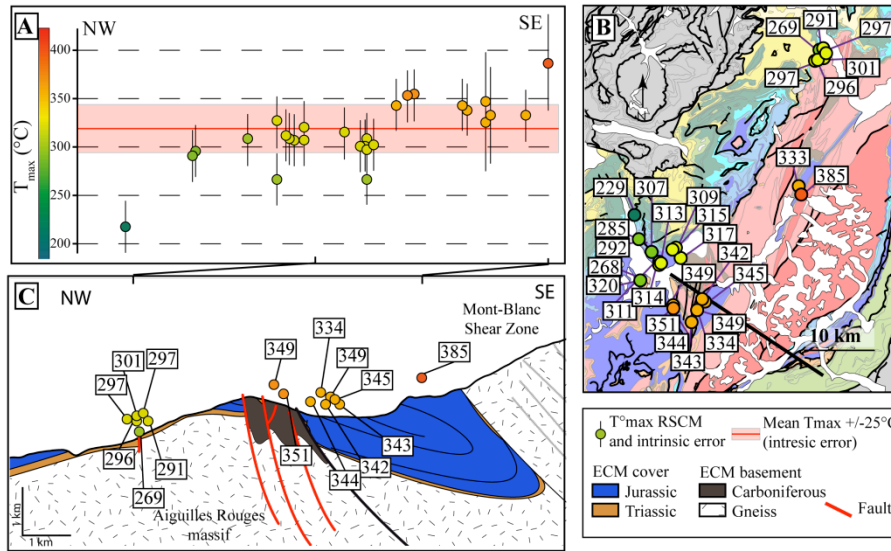 A
NW
SE
Tmax (°C)
400
350
300
250
200
C
NW
SE
Mont-Blanc
Shear Zone
301
297
297
296
291
269
349
334
349
345
385
351
344
342
343
Aiguilles Rouges
massif
1 km
1 km
B
269
291
297
297
301
296
333
385
229
307
309
285
313
315
292
317
268
342
320
349
345
314
311
351
349
344
334
343
10 km
T°max RSCM
and intrinsic error
Mean Tmax +/-25°C
(intresic error)
ECM cover
ECM basement
Jurassic
Carboniferous
Triassic
Gneiss
Fault